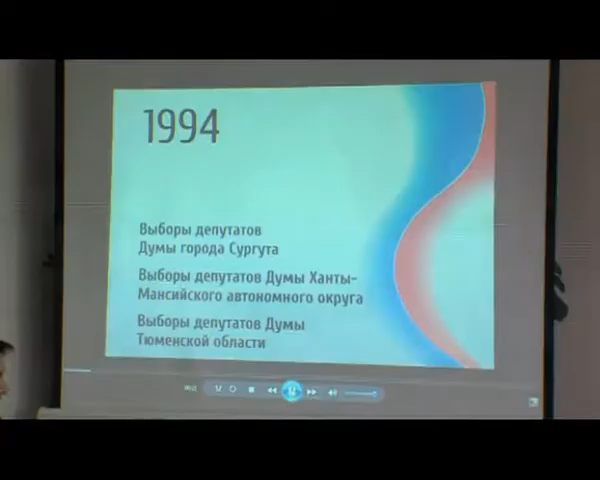 1994
Выборы депутатов
Думы города Сургута
Выборы депутатов Думы Ханты-
Мансийского автономного округа
Выборы депутатов Думы
Тюменской области